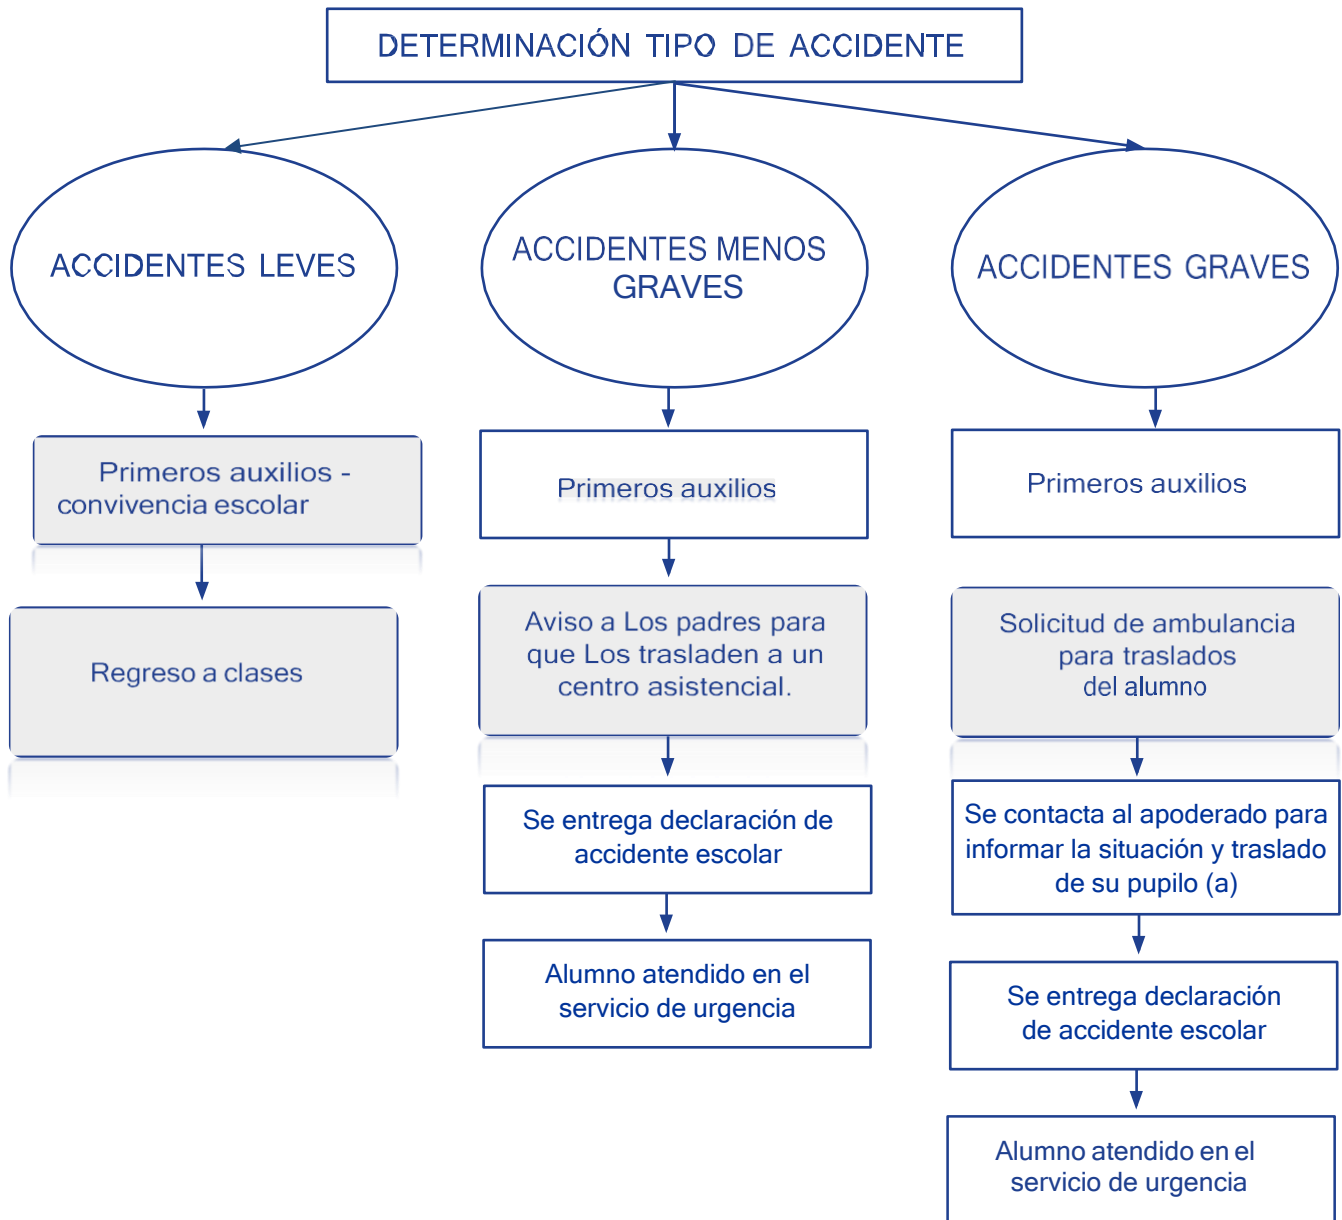 DETERMINACIÓN TIPO DE ACCIDENTE
ACCIDENTES LEVES
Primeros auxilios -
convivencia escolar
Regreso a clases
ACCIDENTES MENOS
GRAVES
Primeros auxilios
Aviso a Los padres para
que Los trasladen a un
centro asistencial.
Se entrega declaración de
accidente escolar
Alumno atendido en el
servicio de urgencia
ACCIDENTES GRAVES
Primeros auxilios
Solicitud de ambulancia
para traslados
del alumno
Se contacta al apoderado para
informar la situación y traslado
de su pupilo (a)
Se entrega declaración
de accidente escolar
Alumno atendido en el
servicio de urgencia